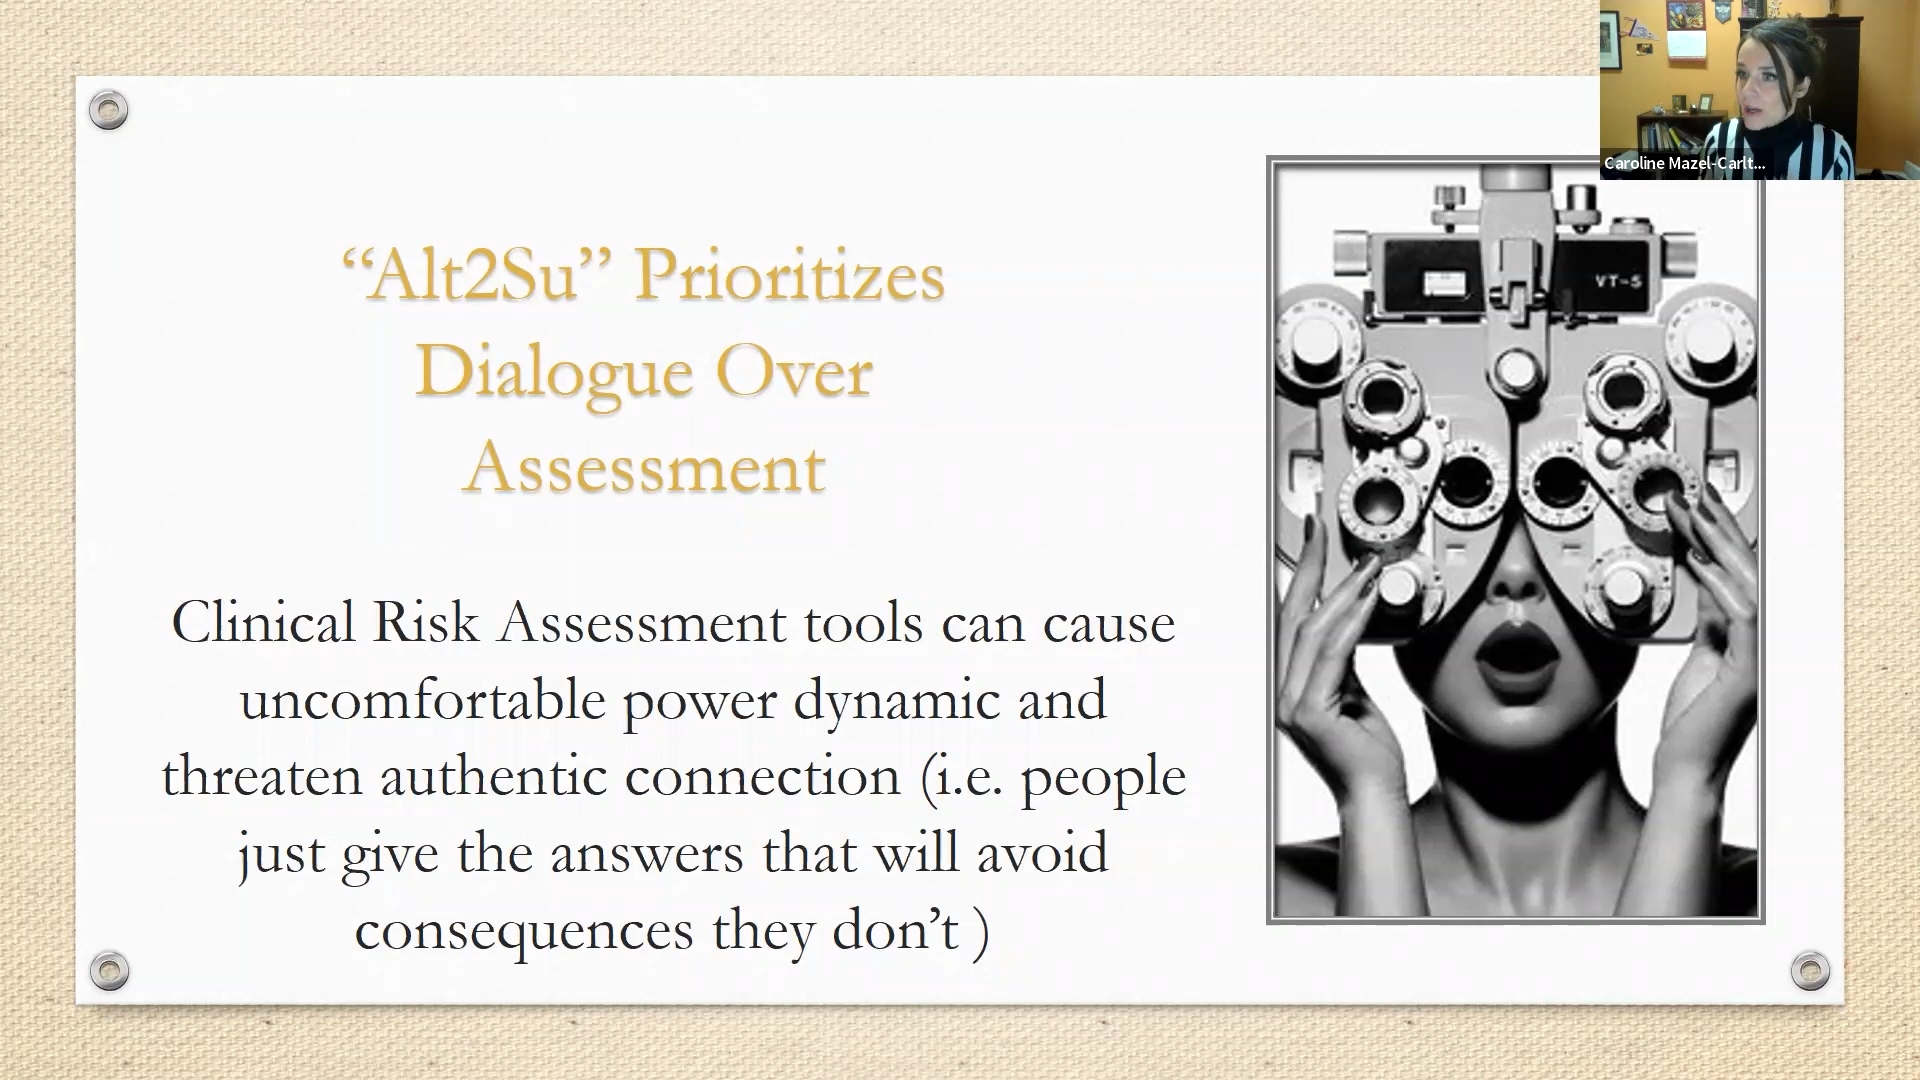 Caroline Mazel-Carlt...
“Alt2Su” Prioritizes
Dialogue Over
Assessment
VT-5
Clinical Risk Assessment tools can cause
uncomfortable power dynamic and
threaten authentic connection (i.e. people
just give the answers that will avoid
consequences they don’t )